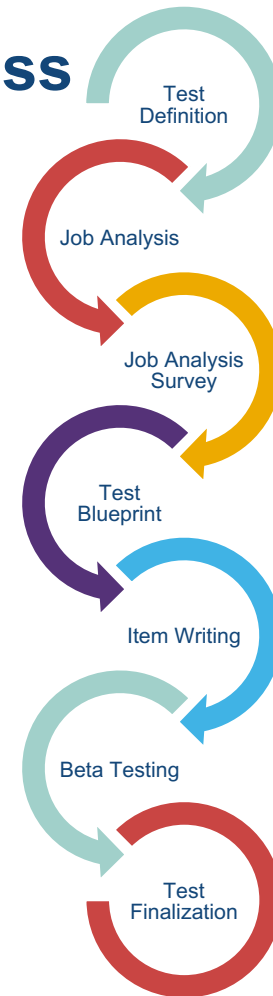 ss
Test
Definition
Job Analysis
Job Analysis
Survey
Test
Blueprint
Item Writing
Beta Testing
Test
Finalization